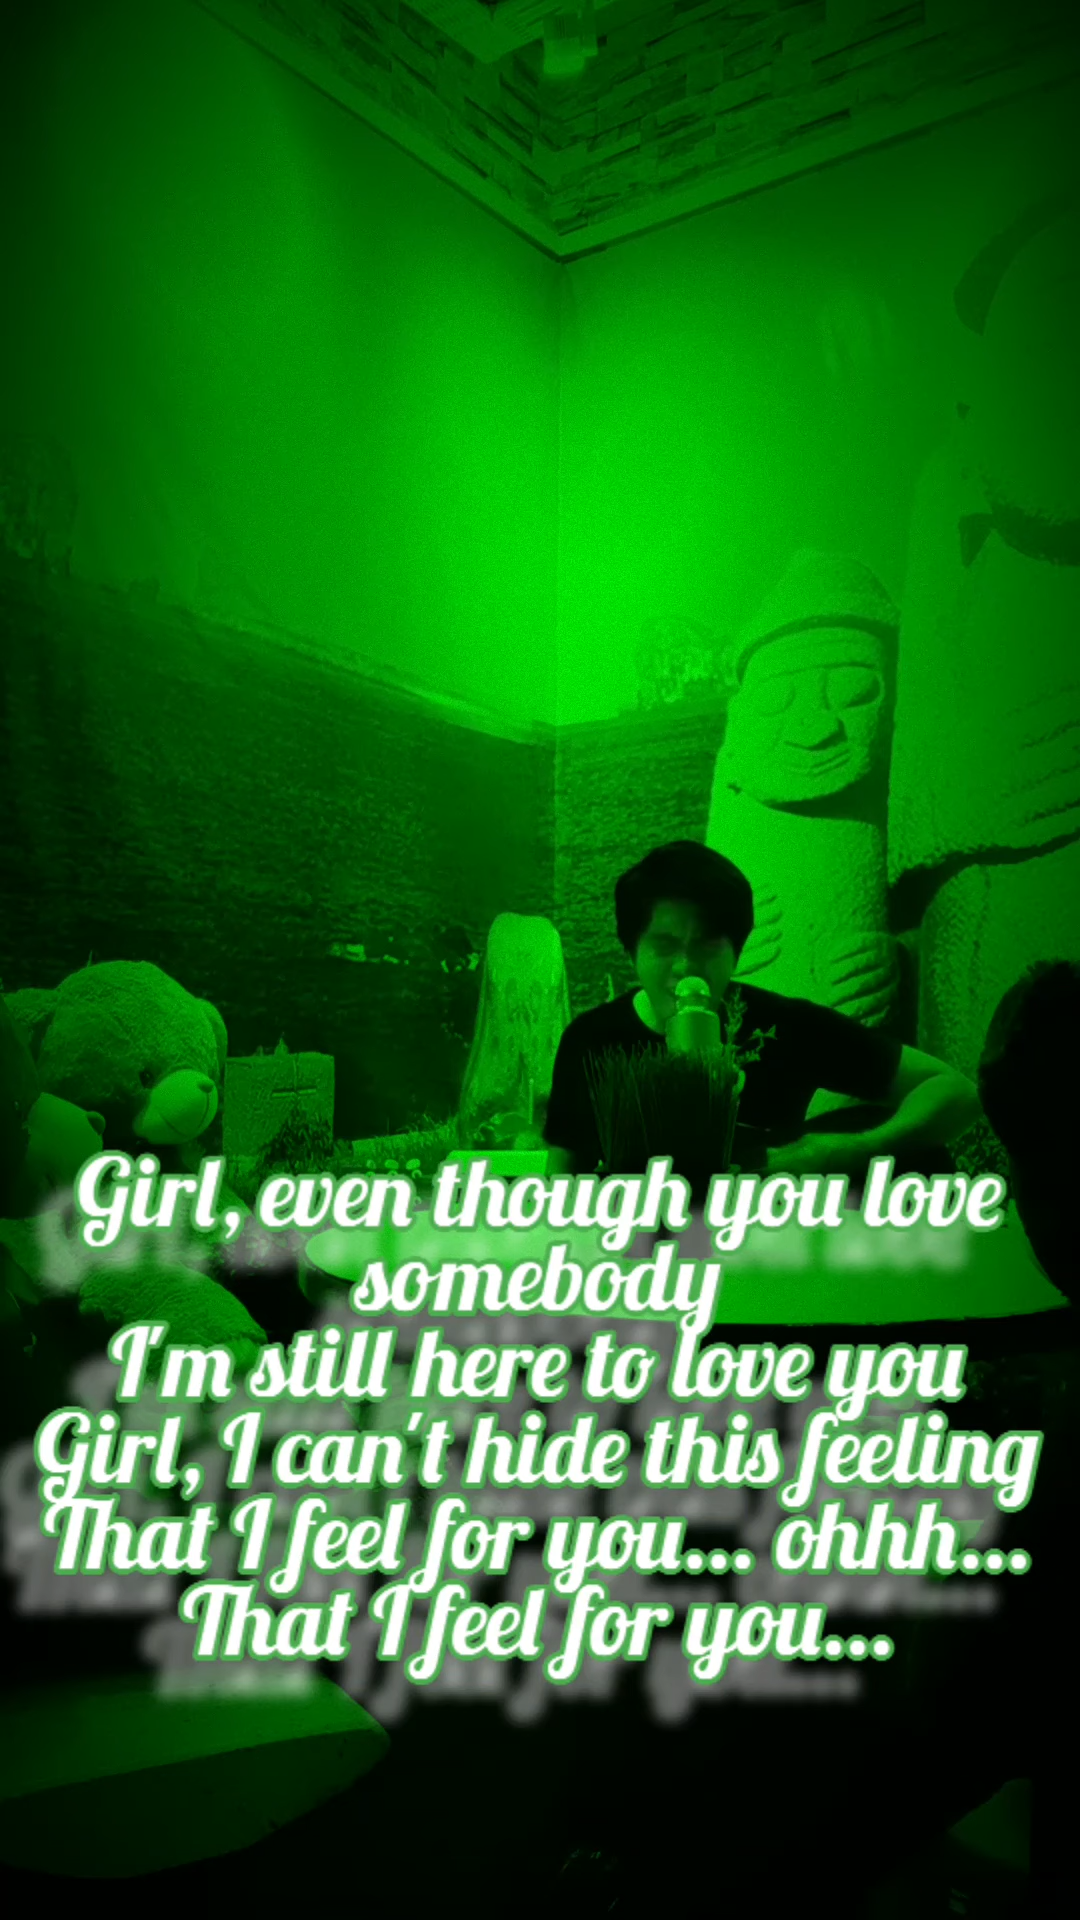 Girl, even though you love
somebody
I'm still here to love you
Girl, I can't hide this feeling
That I feel for you... ohhh...
That I feel for you...